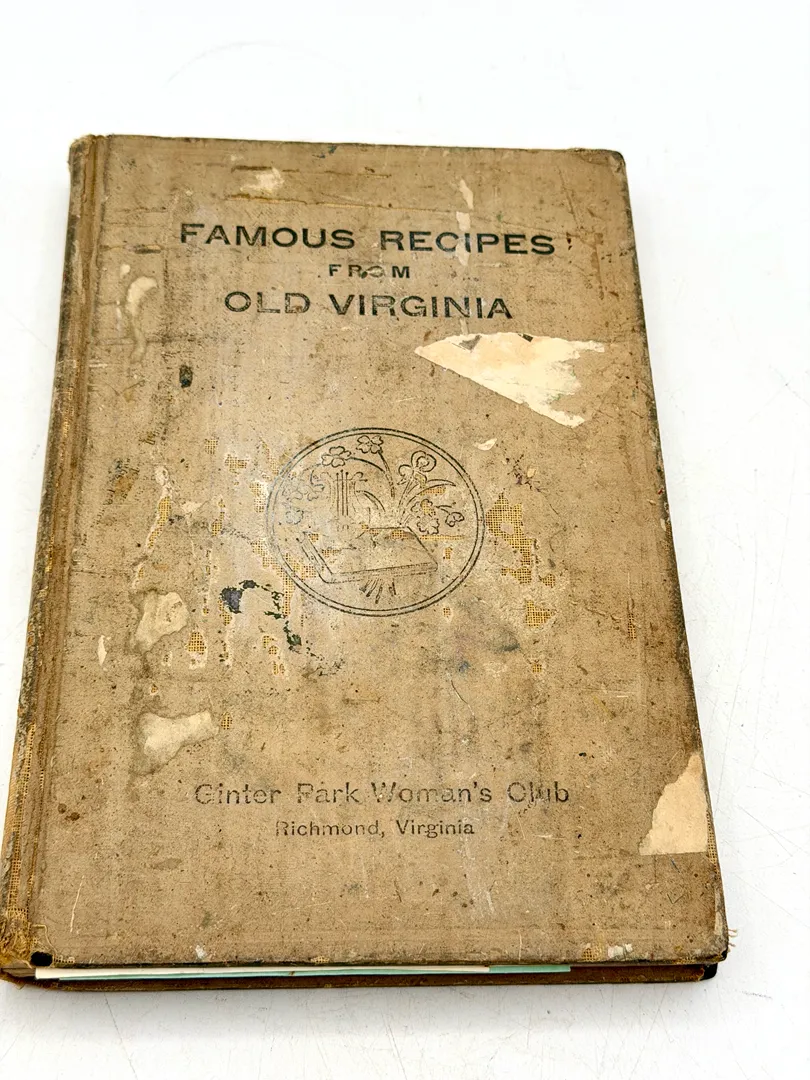 FAMOUS RECIPES
FROM
OLD VIRGINIA
Ginter Park Woman's Club
Richmond, Virginia